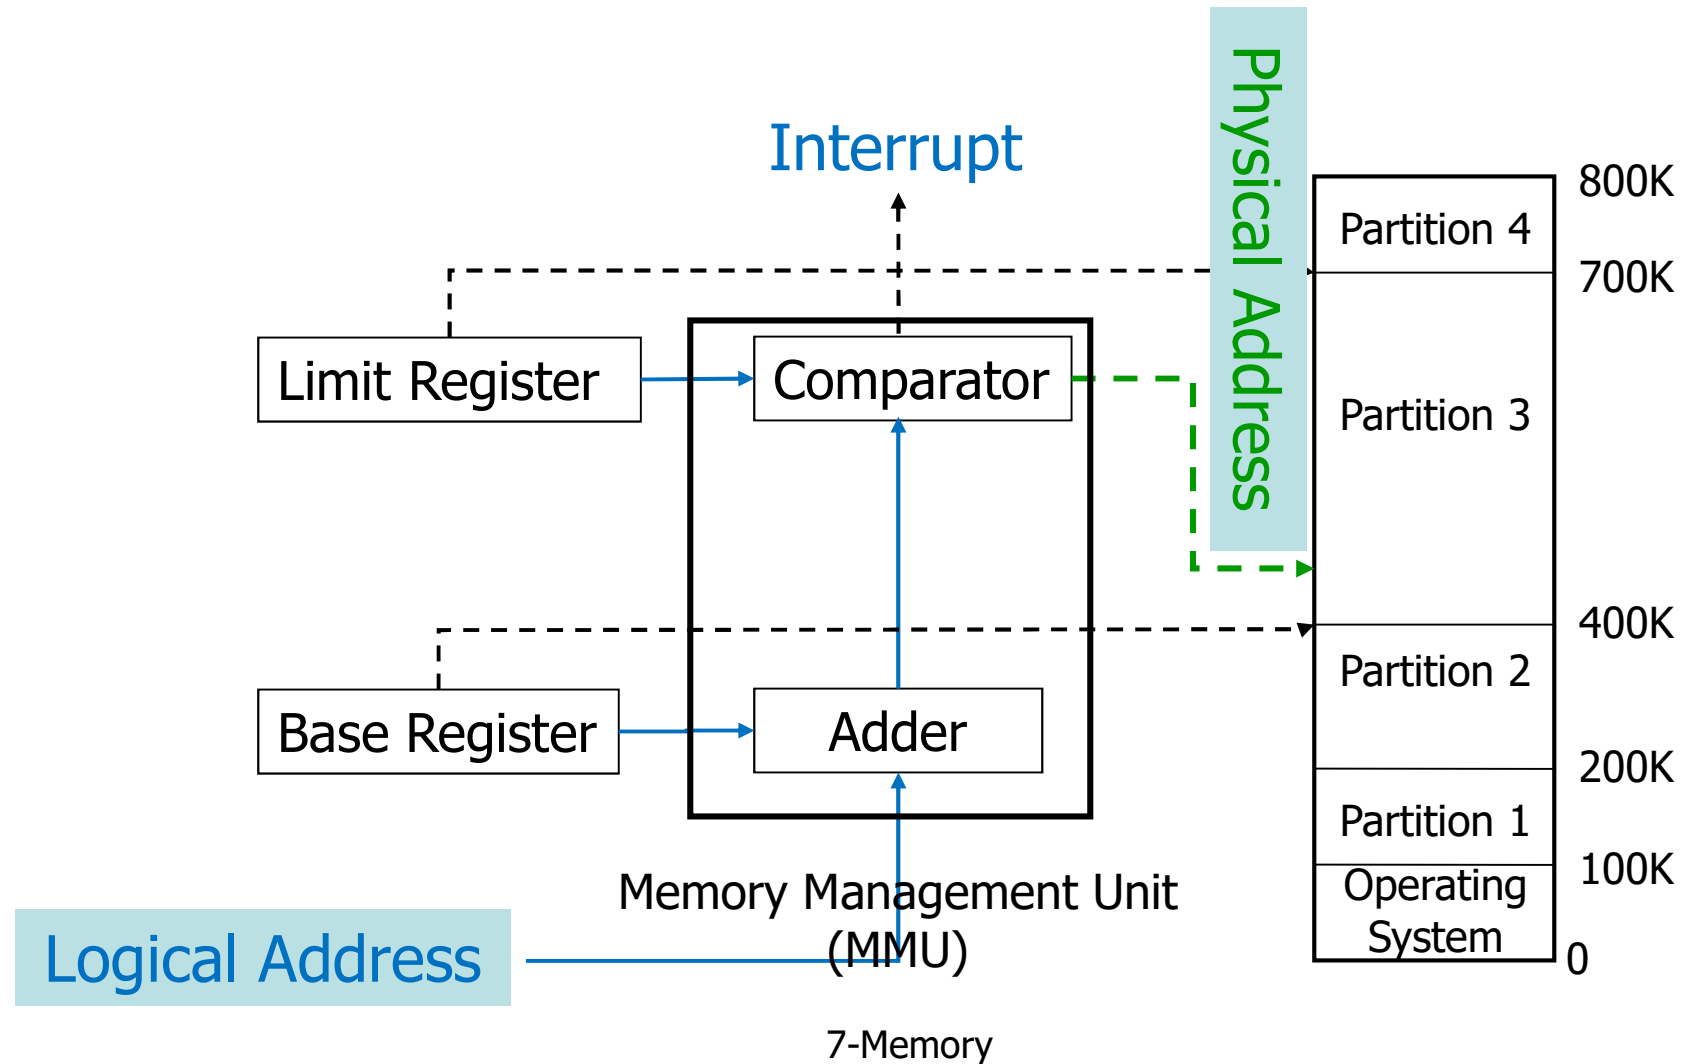 Physical Address
Interrupt
800K
Partition 4
700K
Limit Register
Comparator
Partition 3
400K
Partition 2
Base Register
Adder
200K
Partition 1
100K
Operating
System
0
Memory Management Unit
(MMU)
Logical Address
7-Memory